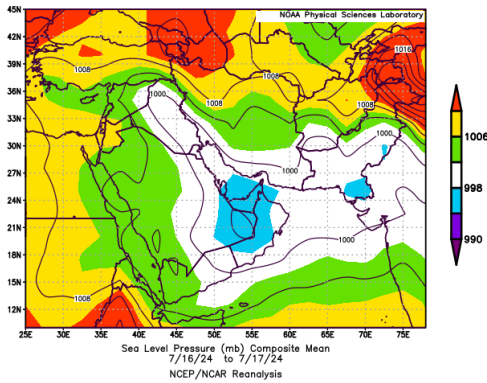 NOAA Physical Sciences Laboratory
45N
42N
39N
36N
33N
30N
27N
24N
21N
18N
15N
12N
1016
1008
1008
1008
1008
1000
1000
1000
1000
1008
1006
998
990
25E 30E 35E 40E 45E 50E 55E 60E 65E 70E 75E
Sea Level Pressure (mb) Composite Mean
7/16/24 to 7/17/24
NCEP/NCAR Reanalysis